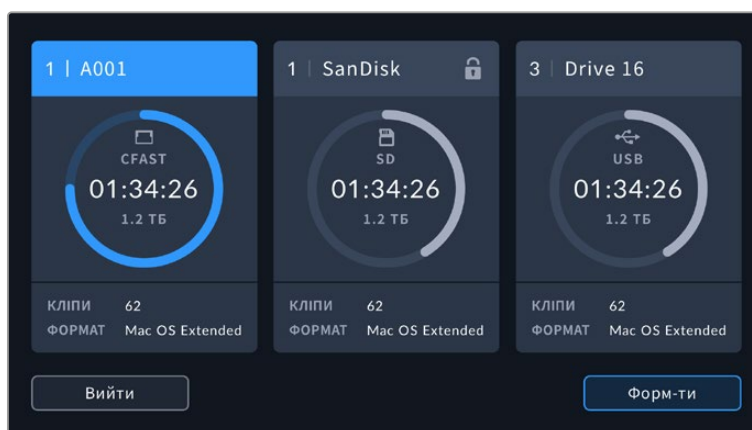 1 | A001
CFAST
01:34:26
1.2 ТБ
КЛІПИ 62
ФОРМАТ Mac OS Extended
1 | SanDisk
SD
01:34:26
1.2 ТБ
КЛІПИ 62
ФОРМАТ Mac OS Extended
3 | Drive 16
USB
01:34:26
1.2 ТБ
КЛІПИ 62
ФОРМАТ Mac OS Extended
Вийти
Форм-ти